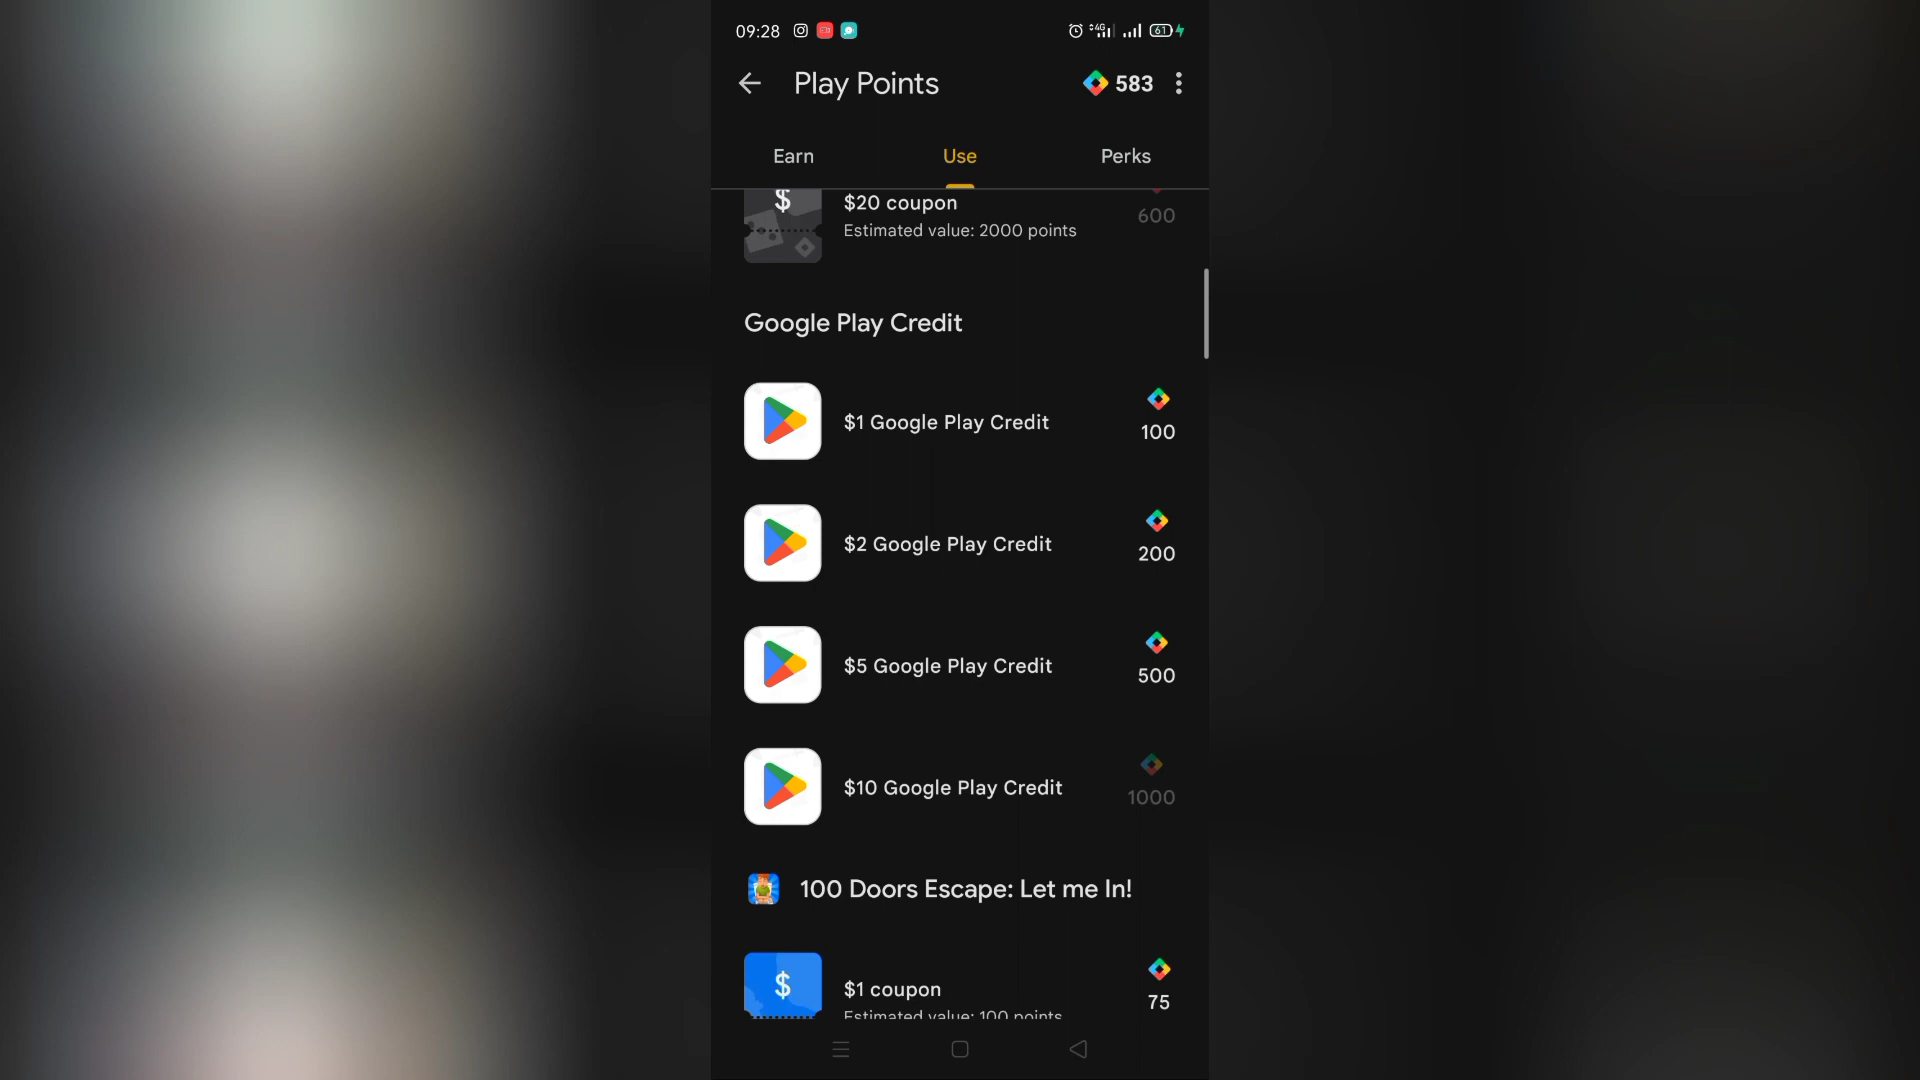 09:28
4G
61
Play Points
583
Earn
Use
Perks
$
$20 coupon
600
Estimated value: 2000 points
Google Play Credit
$1 Google Play Credit
100
$2 Google Play Credit
200
$5 Google Play Credit
500
$10 Google Play Credit
1000
100 Doors Escape: Let me In!
$
$1 coupon
75
Estimated value: 100 points